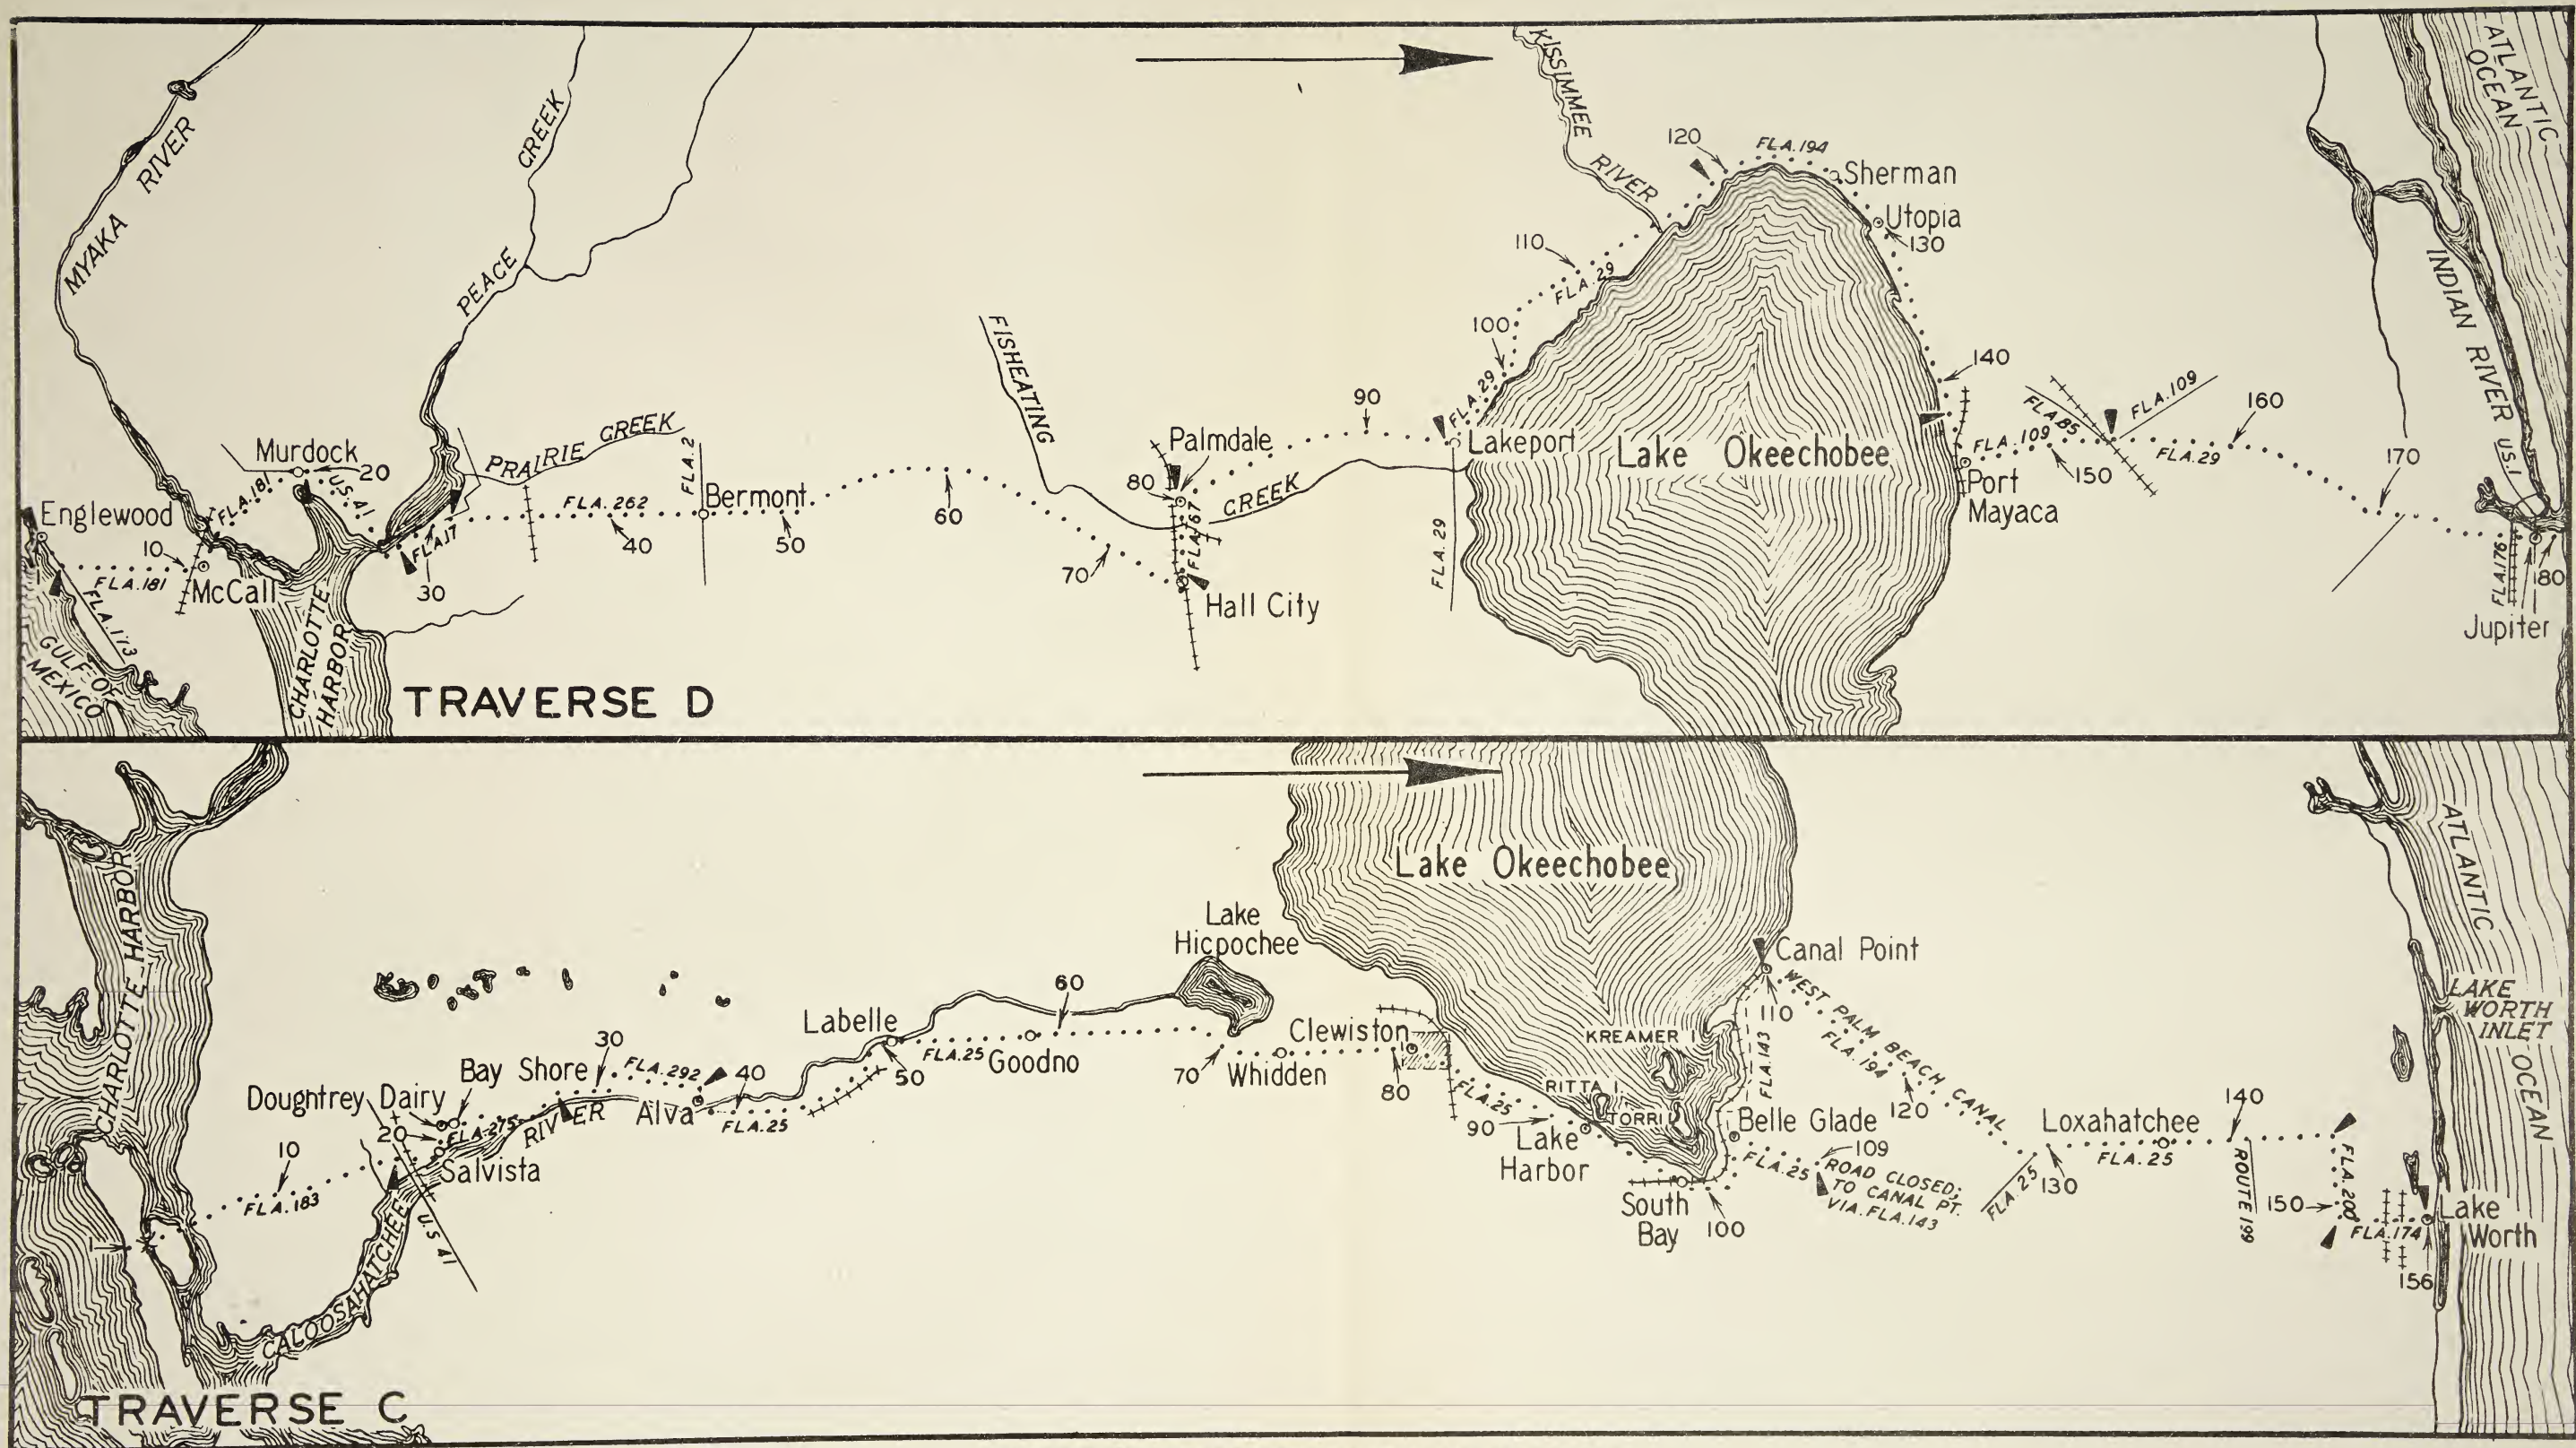 KISSIMMEE
RIVER
ATLANTIC
OCEAN
MYAKA
RIVER
PEACE
CREEK
120
FLA.194
Sherman
Utopia
130
110
FLA. 29
INDIAN RIVER
100
FISHEATING
CREEK
140
FLA.29
90
FLA.85
FLA.109
160
Murdock
20
PRAIRIE CREEK
FLA.2
Palmdale
Lakeport
Lake Okeechobee
FLA.109
FLA.29
U.S.1
170
FLA.181
U.S.41
80
150
Englewood
FLA.262
Bermont
Port
Mayaca
60
FLA.67
10
FLA.17
40
50
FLA. 29
FLA.181
McCall
30
70
Hall City
FLA.176
180
Jupiter
FLA.173
GULF OF
MEXICO
CHARLOTTE
HARBOR
TRAVERSE D
Lake Okeechobee
CHARLOTTE HARBOR
ATLANTIC
OCEAN
Lake
Hicpochee
Canal Point
LAKE
WORTH
INLET
60
Labelle
Clewiston
KREAMER I.
110
WEST PALM BEACH CANAL
FLA.194
30
FLA.25
Goodno
FLA.143
Bay Shore
FLA.292
40
50
70
Whidden
80
RITTA I.
TORRI I.
Doughtrey Dairy
FLA.25
Belle Glade
120
Loxahatchee
140
20
FLA-275
RIVER
Alva
FLA.25
90
Lake
Harbor
109
FLA.25
ROAD CLOSED;
TO CANAL PT.
VIA.FLA.143
FLA.25
10
Salvista
FLA.25
130
ROUTE 199
FLA.200
FLA.183
South
Bay
100
150
Lake
Worth
FLA.174
1
U.S 41
156
CALOOSAHATCHEE
TRAVERSE C